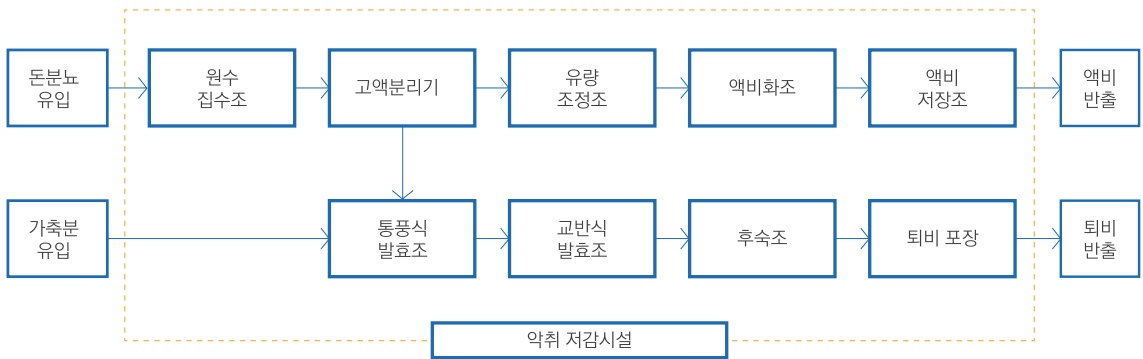 돈분뇨
유입
원수
집수조
고액분리기
유량
조정조
액비화조
액비
저장조
액비
반출
가축분
유입
통풍식
발효조
교반식
발효조
후숙조
퇴비 포장
퇴비
반출
악취 저감시설